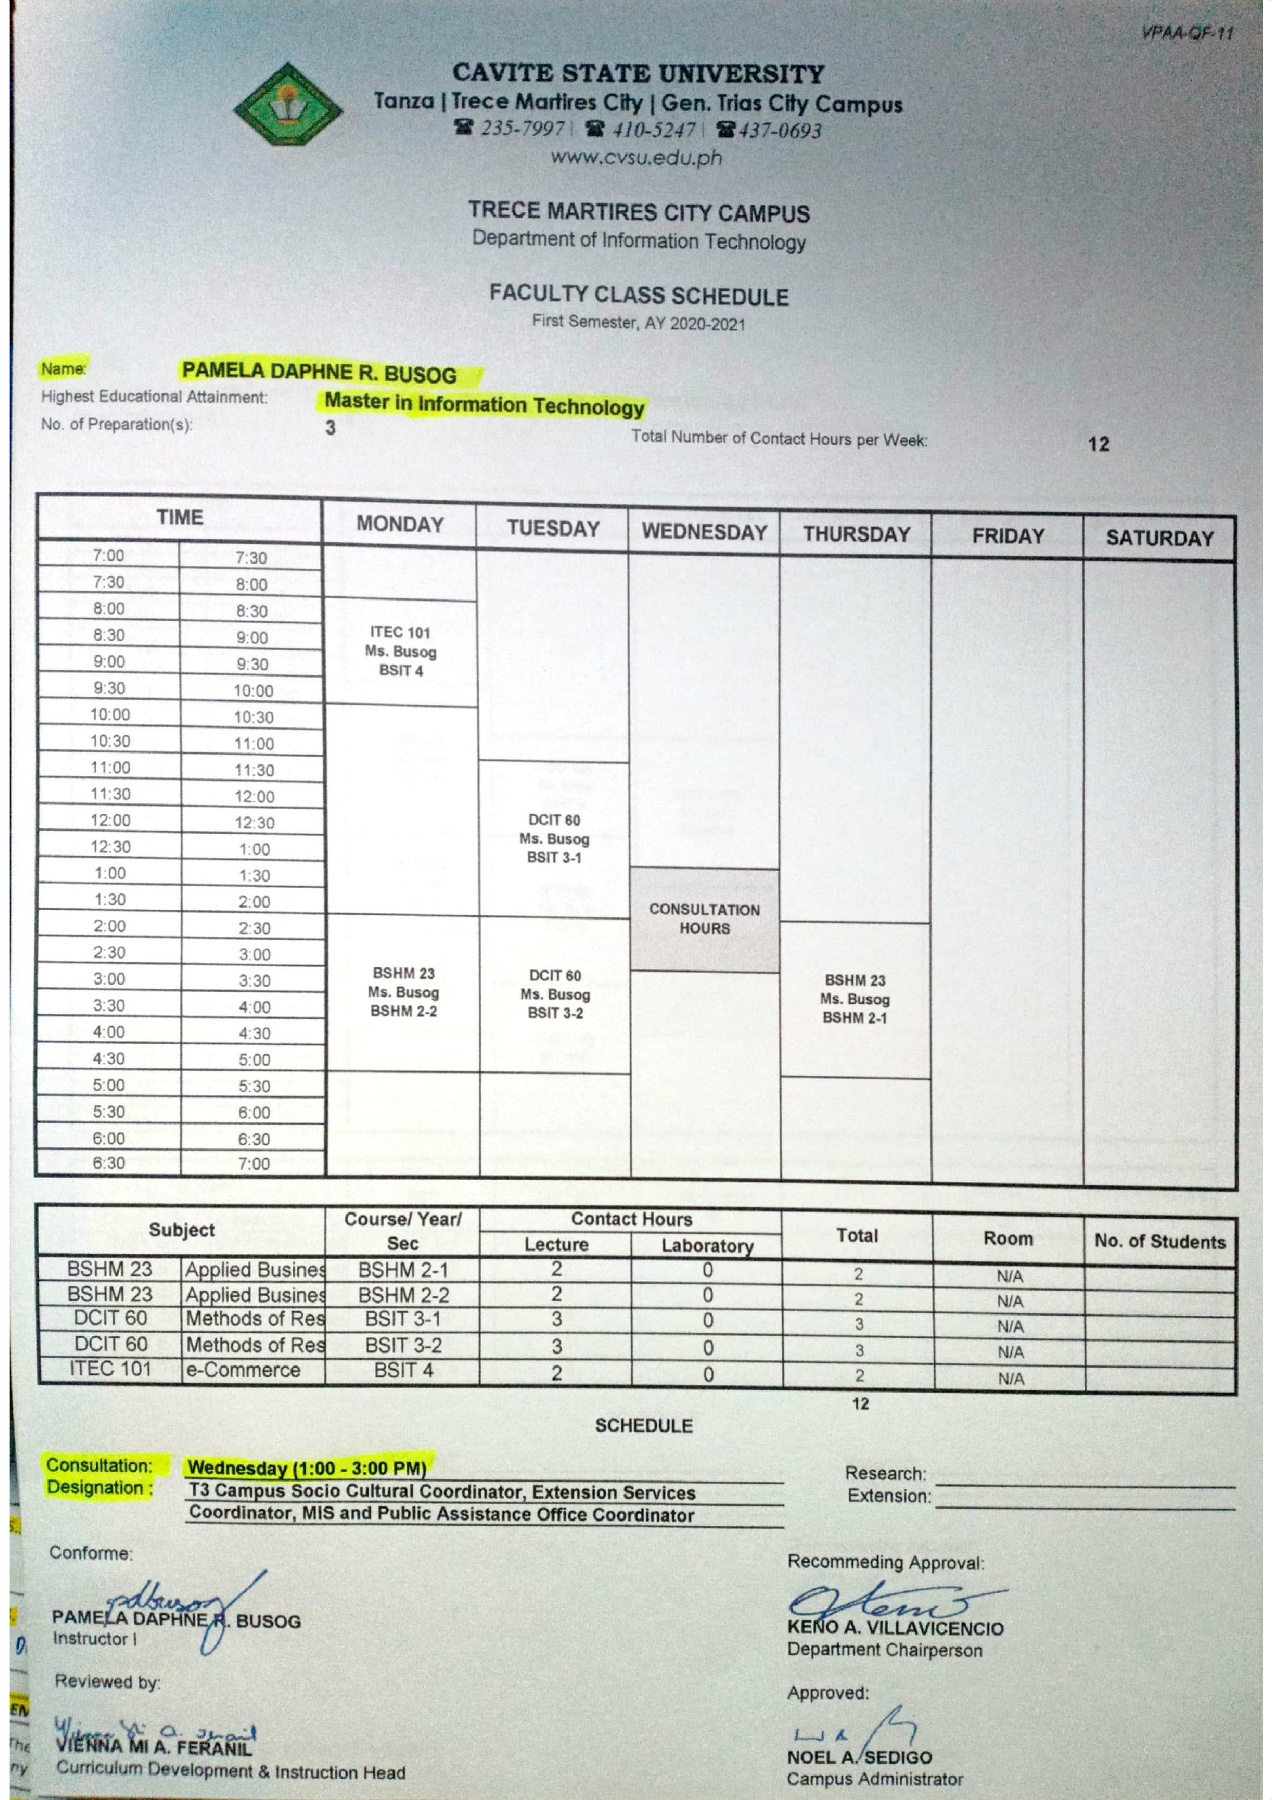 VPAA-QF-11
CAVITE STATE UNIVERSITY
Tanza | Trece Martires City | Gen. Trias City Campus
☎ 235-7997 | ☎ 410-5247 | ☎437-0693
www.cvsu.edu.ph
TRECE MARTIRES CITY CAMPUS
Department of Information Technology
FACULTY CLASS SCHEDULE
First Semester, AY 2020-2021
Name: PAMELA DAPHNE R. BUSOG
Highest Educational Attainment: Master in Information Technology
No. of Preparation(s): 3 Total Number of Contact Hours per Week: 12
TIME MONDAY TUESDAY WEDNESDAY THURSDAY FRIDAY SATURDAY
7:00 7:30
7:30 8:00
8:00 8:30
8:30 9:00
9:00 9:30
9:30 10:00
10:00 10:30
10:30 11:00
11:00 11:30
11:30 12:00
12:00 12:30
12:30 1:00
1:00 1:30
1:30 2:00
2:00 2:30
2:30 3:00
3:00 3:30
3:30 4:00
4:00 4:30
4:30 5:00
5:00 5:30
5:30 6:00
6:00 6:30
6:30 7:00
ITEC 101
Ms. Busog
BSIT 4
BSHM 23
Ms. Busog
BSHM 2-2
DCIT 60
Ms. Busog
BSIT 3-1
DCIT 60
Ms. Busog
BSIT 3-2
CONSULTATION
HOURS
BSHM 23
Ms. Busog
BSHM 2-1
Subject Course/ Year/ Sec Contact Hours Total Room No. of Students
Lecture Laboratory
BSHM 23 Applied Busines BSHM 2-1 2 0 2 N/A
BSHM 23 Applied Busines BSHM 2-2 2 0 2 N/A
DCIT 60 Methods of Res BSIT 3-1 3 0 3 N/A
DCIT 60 Methods of Res BSIT 3-2 3 0 3 N/A
ITEC 101 e-Commerce BSIT 4 2 0 2 N/A
12
SCHEDULE
Consultation: Wednesday (1:00 - 3:00 PM) Research:
Designation : T3 Campus Socio Cultural Coordinator, Extension Services Extension:
Coordinator, MIS and Public Assistance Office Coordinator
Conforme:
Recommeding Approval:
pdbusog
PAMELA DAPHNE R. BUSOG
Instructor I
KENO A. VILLAVICENCIO
Department Chairperson
Reviewed by:
Approved:
VIENNA MI A. FERANIL
Curriculum Development & Instruction Head
NOEL A. SEDIGO
Campus Administrator